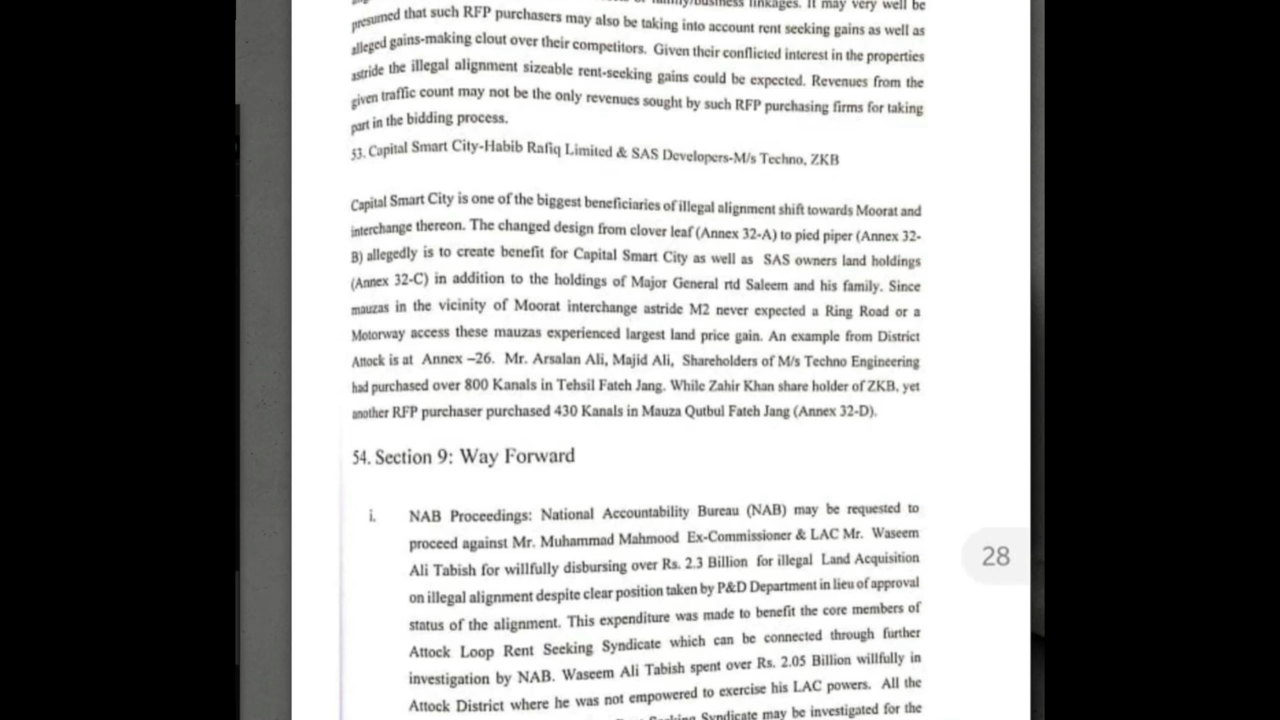 family/business linkages. It may very well be
presumed that such RFP purchasers may also be taking into account rent seeking gains as well as
alleged gains-making clout over their competitors. Given their conflicted interest in the properties
astride the illegal alignment sizeable rent-seeking gains could be expected. Revenues from the
given traffic count may not be the only revenues sought by such RFP purchasing firms for taking
part in the bidding process.
53. Capital Smart City-Habib Rafiq Limited & SAS Developers-M/s Techno, ZKB
Capital Smart City is one of the biggest beneficiaries of illegal alignment shift towards Moorat and
interchange thereon. The changed design from clover leaf (Annex 32-A) to pied piper (Annex 32-
B) allegedly is to create benefit for Capital Smart City as well as SAS owners land holdings
(Annex 32-C) in addition to the holdings of Major General rtd Saleem and his family. Since
mauzas in the vicinity of Moorat interchange astride M2 never expected a Ring Road or a
Motorway access these mauzas experienced largest land price gain. An example from District
Attock is at Annex –26. Mr. Arsalan Ali, Majid Ali, Shareholders of M/s Techno Engineering
had purchased over 800 Kanals in Tehsil Fateh Jang. While Zahir Khan share holder of ZKB, yet
another RFP purchaser purchased 430 Kanals in Mauza Qutbul Fateh Jang (Annex 32-D).
54. Section 9: Way Forward
i. NAB Proceedings: National Accountability Bureau (NAB) may be requested to
proceed against Mr. Muhammad Mahmood Ex-Commissioner & LAC Mr. Waseem
Ali Tabish for willfully disbursing over Rs. 2.3 Billion for illegal Land Acquisition
28
on illegal alignment despite clear position taken by P&D Department in lieu of approval
status of the alignment. This expenditure was made to benefit the core members of
Attock Loop Rent Seeking Syndicate which can be connected through further
investigation by NAB. Waseem Ali Tabish spent over Rs. 2.05 Billion willfully in
Attock District where he was not empowered to exercise his LAC powers. All the
Syndicate may be investigated for the